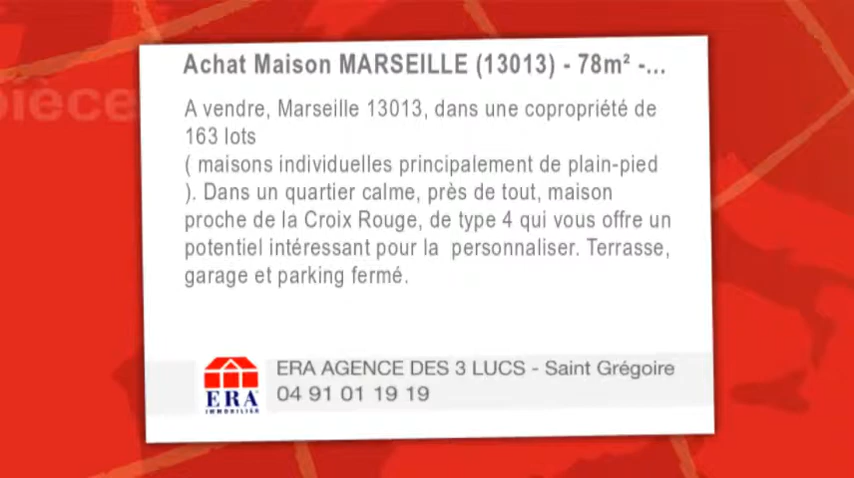 pièce
Achat Maison MARSEILLE (13013) - 78m² -...
A vendre, Marseille 13013, dans une copropriété de
163 lots
( maisons individuelles principalement de plain-pied
). Dans un quartier calme, près de tout, maison
proche de la Croix Rouge, de type 4 qui vous offre un
potentiel intéressant pour la personnaliser. Terrasse,
garage et parking fermé.
ERA AGENCE DES 3 LUCS - Saint Grégoire
04 91 01 19 19
ERA
IMMOBILIER